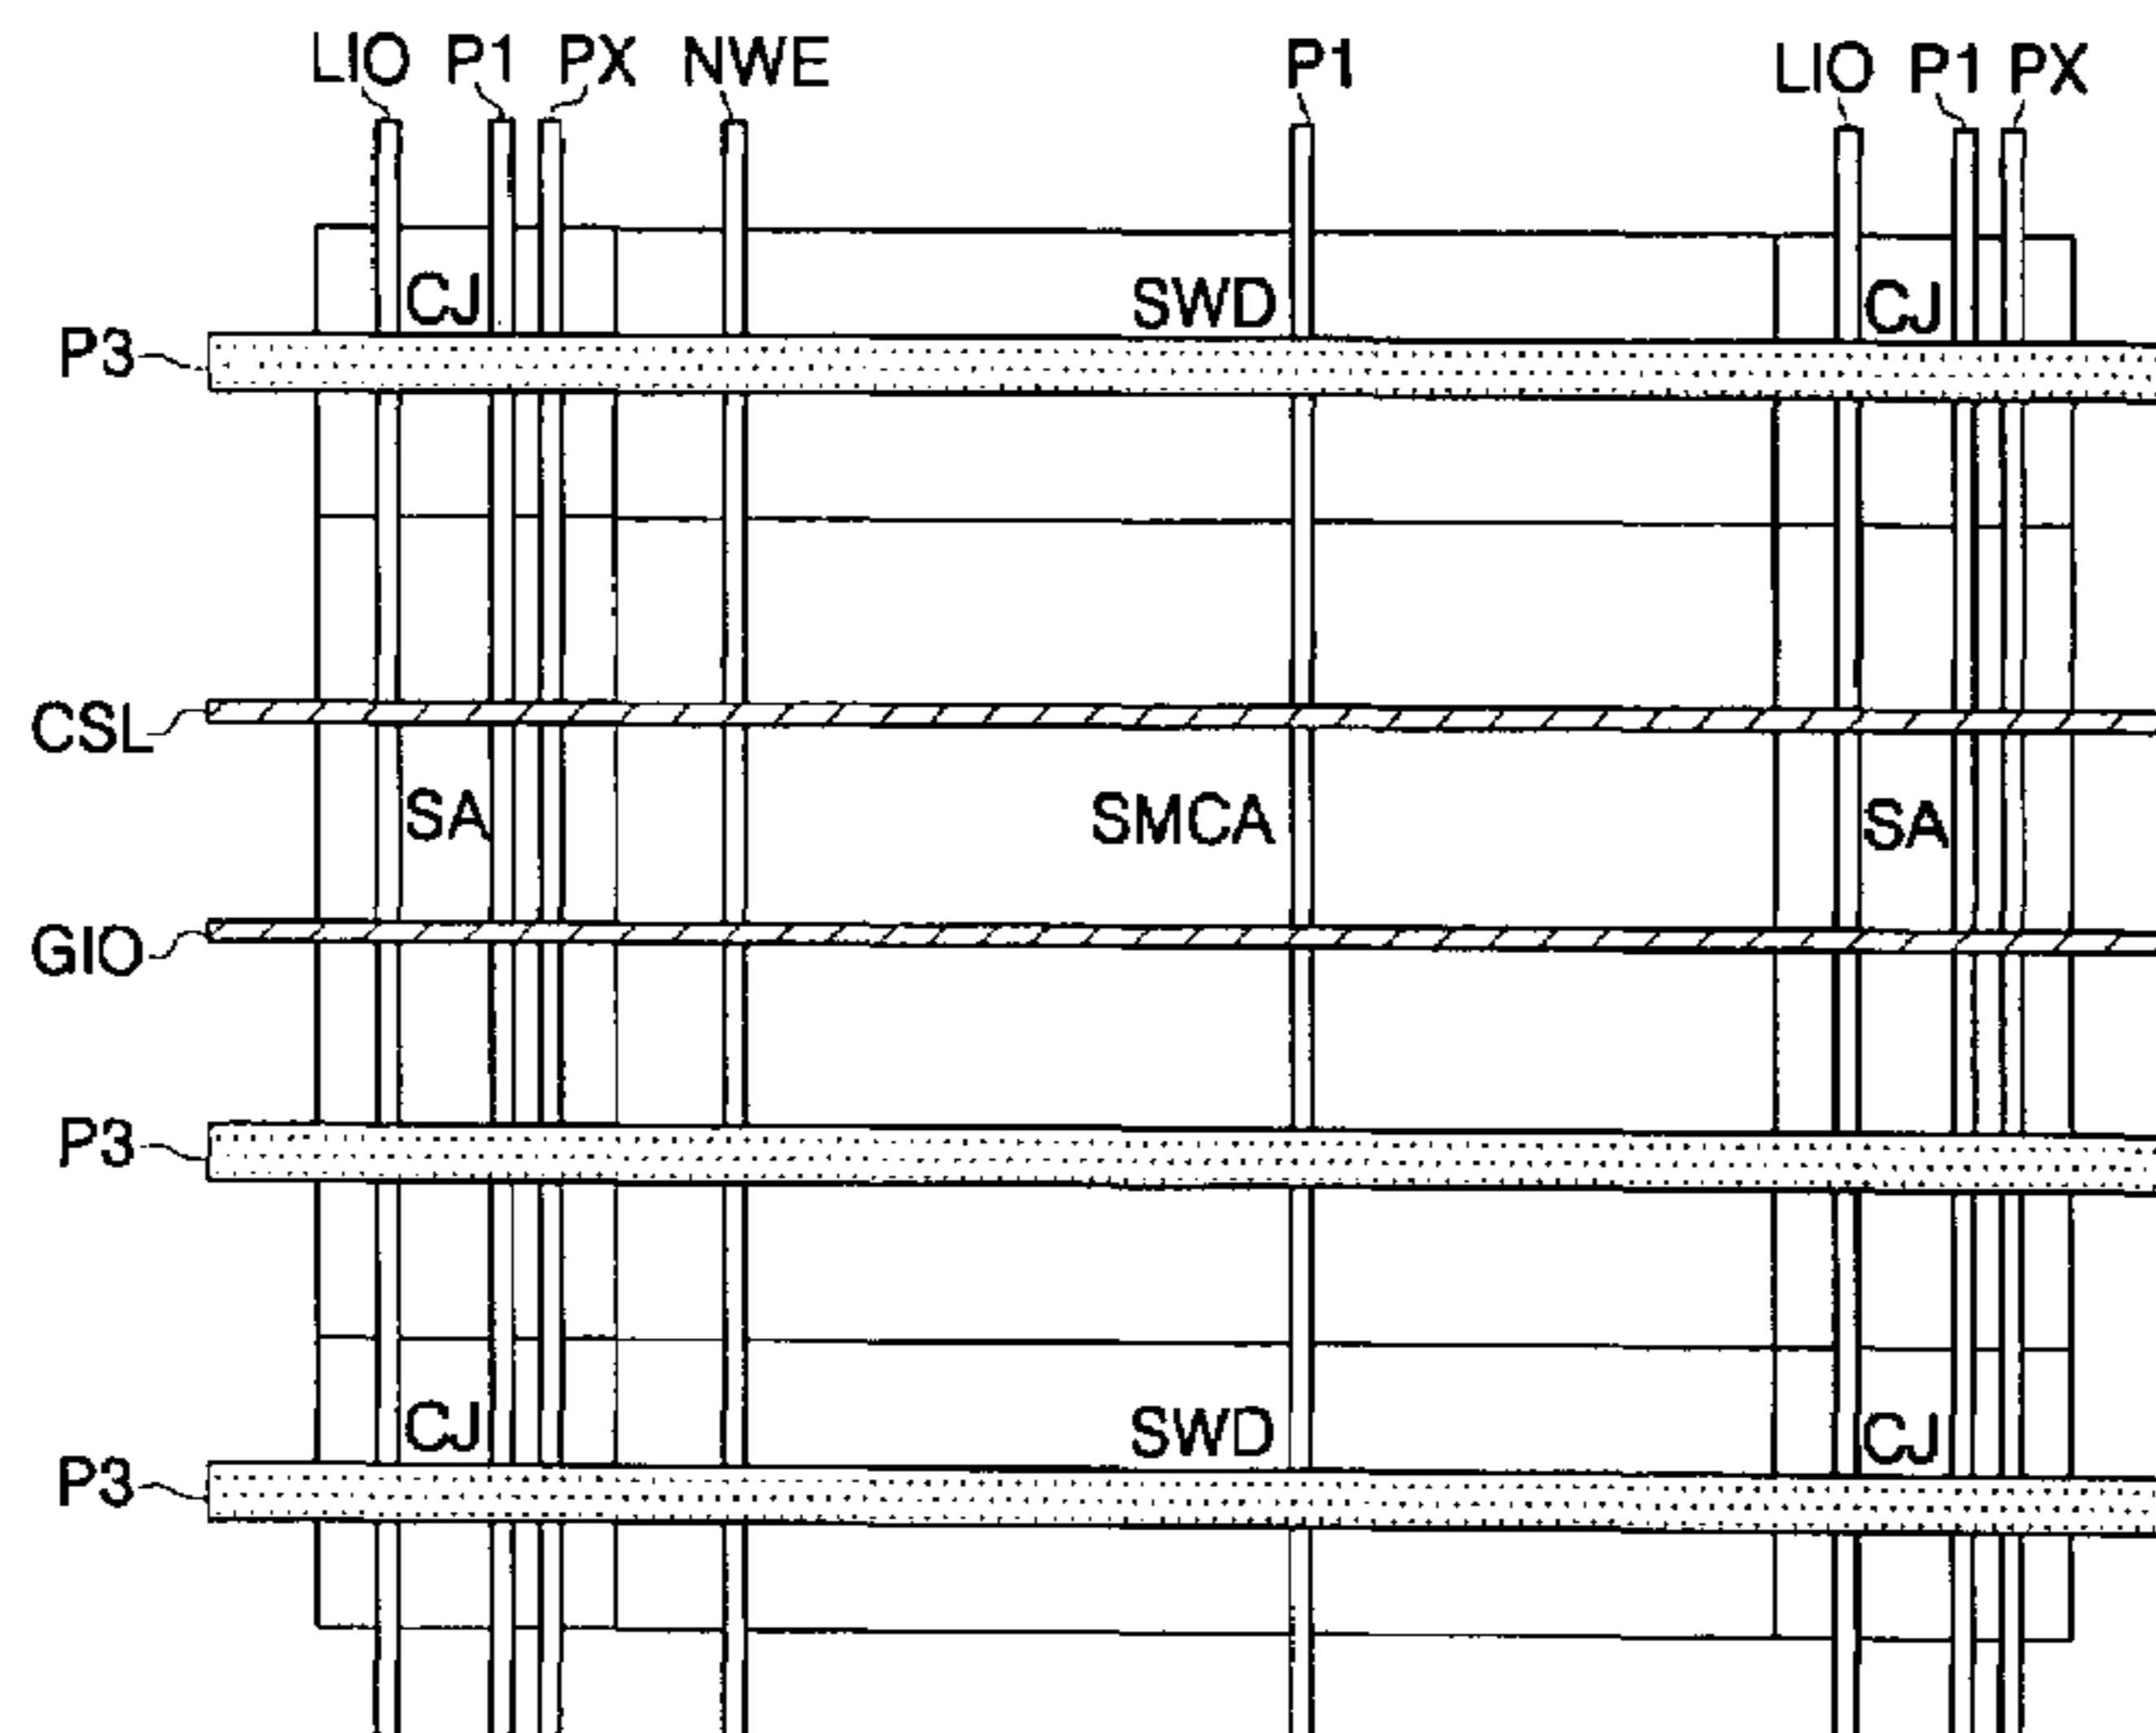 LIO P1 PX NWE P1 LIO P1 PX
CJ SWD CJ
P3
CSL
SA SMCA SA
GIO
P3
CJ SWD CJ
P3